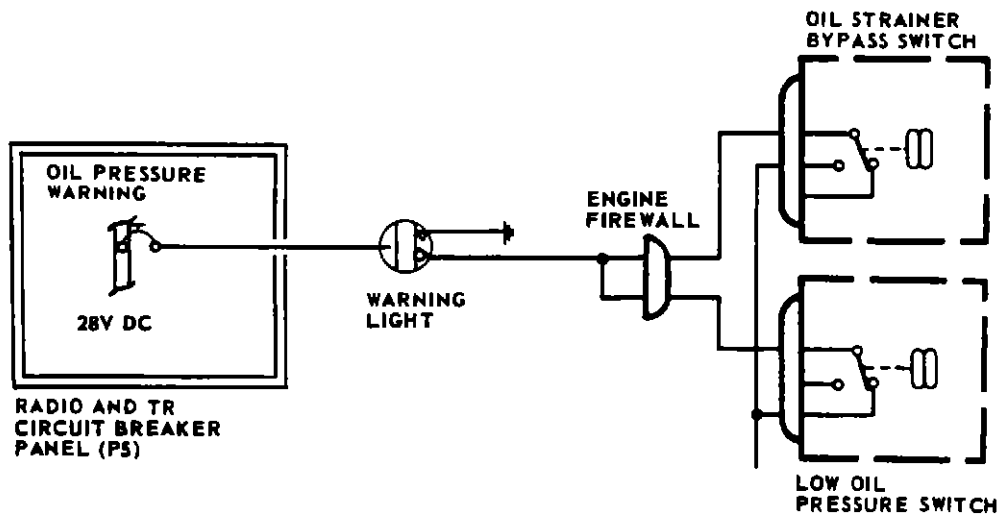 OIL STRAINER
BYPASS SWITCH
OIL PRESSURE
WARNING
28V DC
ENGINE
FIREWALL
WARNING
LIGHT
RADIO AND TR
CIRCUIT BREAKER
PANEL (P5)
LOW OIL
PRESSURE SWITCH